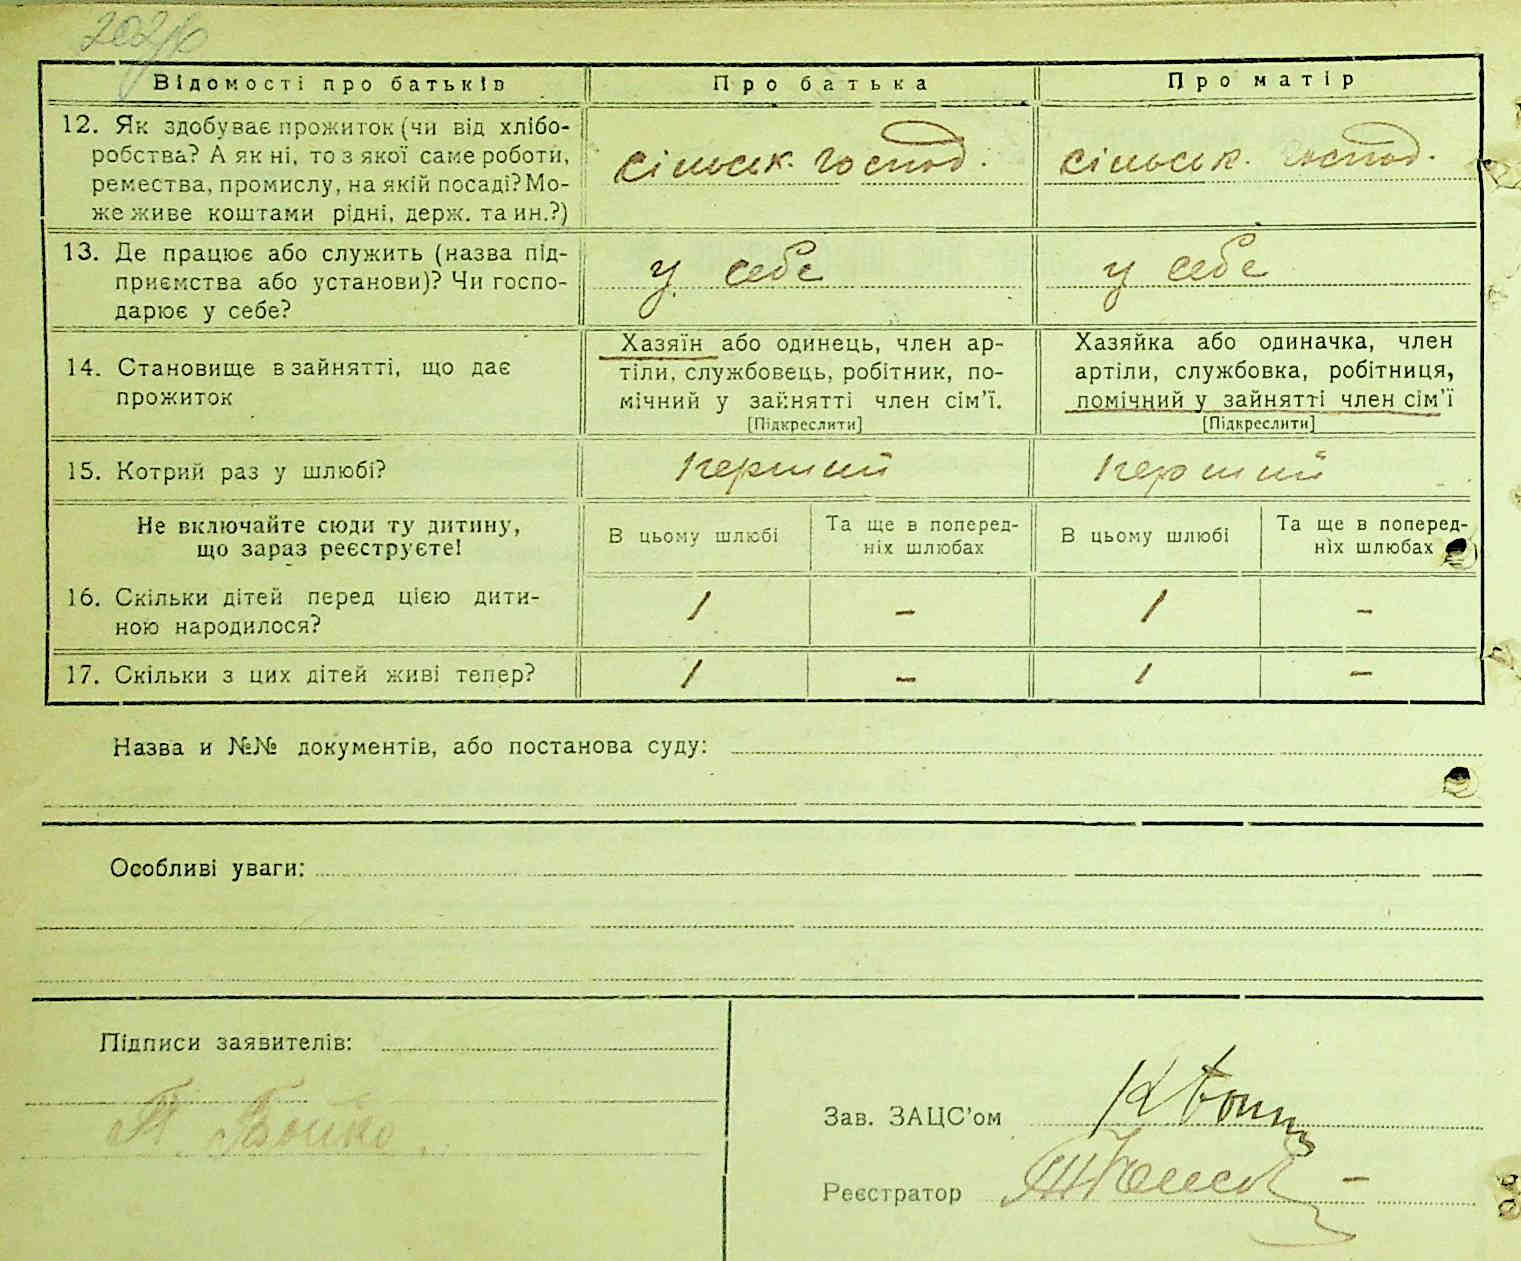 Відомості про батьків
Про батька
Про матір
12. Як здобуває прожиток (чи від хлібо-
робства? А як ні, то з якої саме роботи,
ремества, промислу, на якій посаді? Мо-
же живе коштами рідні, держ. та ин.?)
сільськ. господ.
сільськ. господ.
13. Де працює або служить (назва під-
приємства або установи)? Чи госпо-
дарює у себе?
у себе
у себе
14. Становище в зайнятті, що дає
прожиток
Хазяїн або одинець, член ар-
тіли, службовець, робітник, по-
мічний у зайнятті член сім'ї.
[Підкреслити]
Хазяйка або одиначка, член
артіли, службовка, робітниця,
помічний у зайнятті член сім'ї
[Підкреслити]
15. Котрий раз у шлюбі?
перший
перший
Не включайте сюди ту дитину,
що зараз реєструєте!
В цьому шлюбі
Та ще в поперед-
ніх шлюбах
В цьому шлюбі
Та ще в поперед-
ніх шлюбах
16. Скільки дітей перед цією дити-
ною народилося?
1
-
1
-
17. Скільки з цих дітей живі тепер?
1
-
1
-
Назва и №№ документів, або постанова суду:
Особливі уваги:
Підписи заявителів:
П. Бойко.
Зав. ЗАЦС'ом
Реєстратор